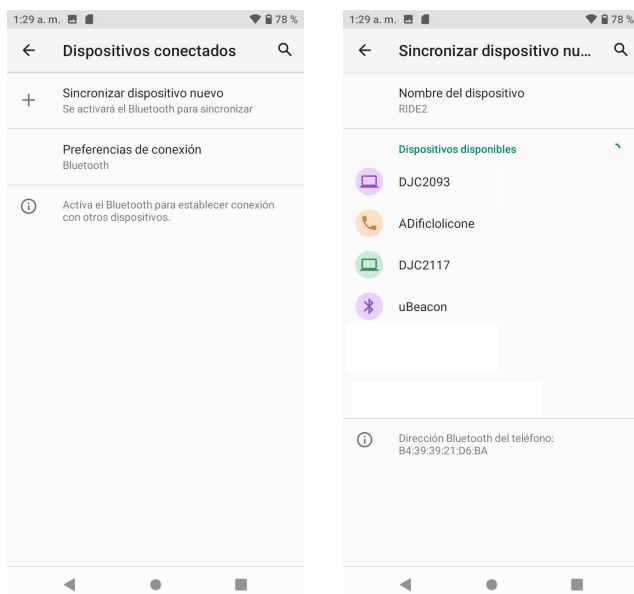 1:29 a. m. 78 %
Dispositivos conectados
Sincronizar dispositivo nuevo
Se activará el Bluetooth para sincronizar
Preferencias de conexión
Bluetooth
Activa el Bluetooth para establecer conexión
con otros dispositivos.
1:29 a. m. 78 %
Sincronizar dispositivo nu...
Nombre del dispositivo
RIDE2
Dispositivos disponibles
DJC2093
ADificlolicone
DJC2117
uBeacon
Dirección Bluetooth del teléfono:
B4:39:39:21:D6:BA